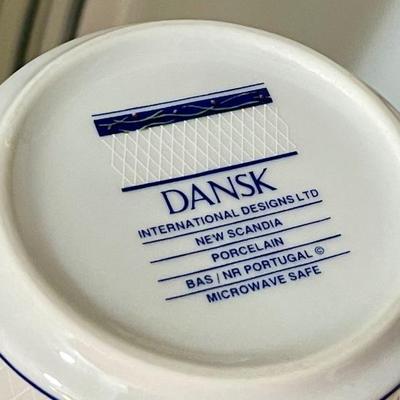 DANSK
INTERNATIONAL DESIGNS LTD
NEW SCANDIA
PORCELAIN
BAS / NR PORTUGAL ©
MICROWAVE SAFE